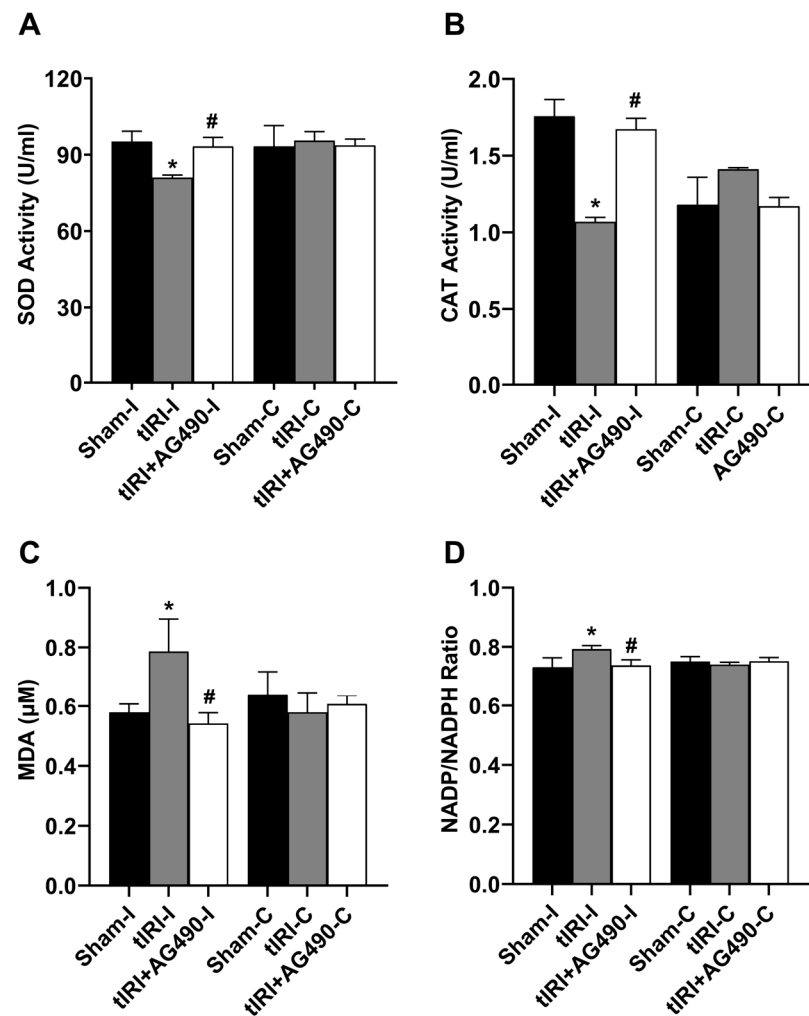 A
SOD Activity (U/ml)
120
90
60
30
0
*
#
Sham-I
tIRI-I
tIRI+AG490-I
Sham-C
tIRI-C
tIRI+AG490-C
B
CAT Activity (U/ml)
2.0
1.5
1.0
0.5
0.0
*
#
Sham-I
tIRI-I
tIRI+AG490-I
Sham-C
tIRI-C
AG490-C
C
MDA (μM)
1.0
0.8
0.6
0.4
0.2
0.0
*
#
Sham-I
tIRI-I
tIRI+AG490-I
Sham-C
tIRI-C
tIRI+AG490-C
D
NADP/NADPH Ratio
1.0
0.8
0.6
0.4
0.2
0.0
*
#
Sham-I
tIRI-I
tIRI+AG490-I
Sham-C
tIRI-C
tIRI+AG490-C